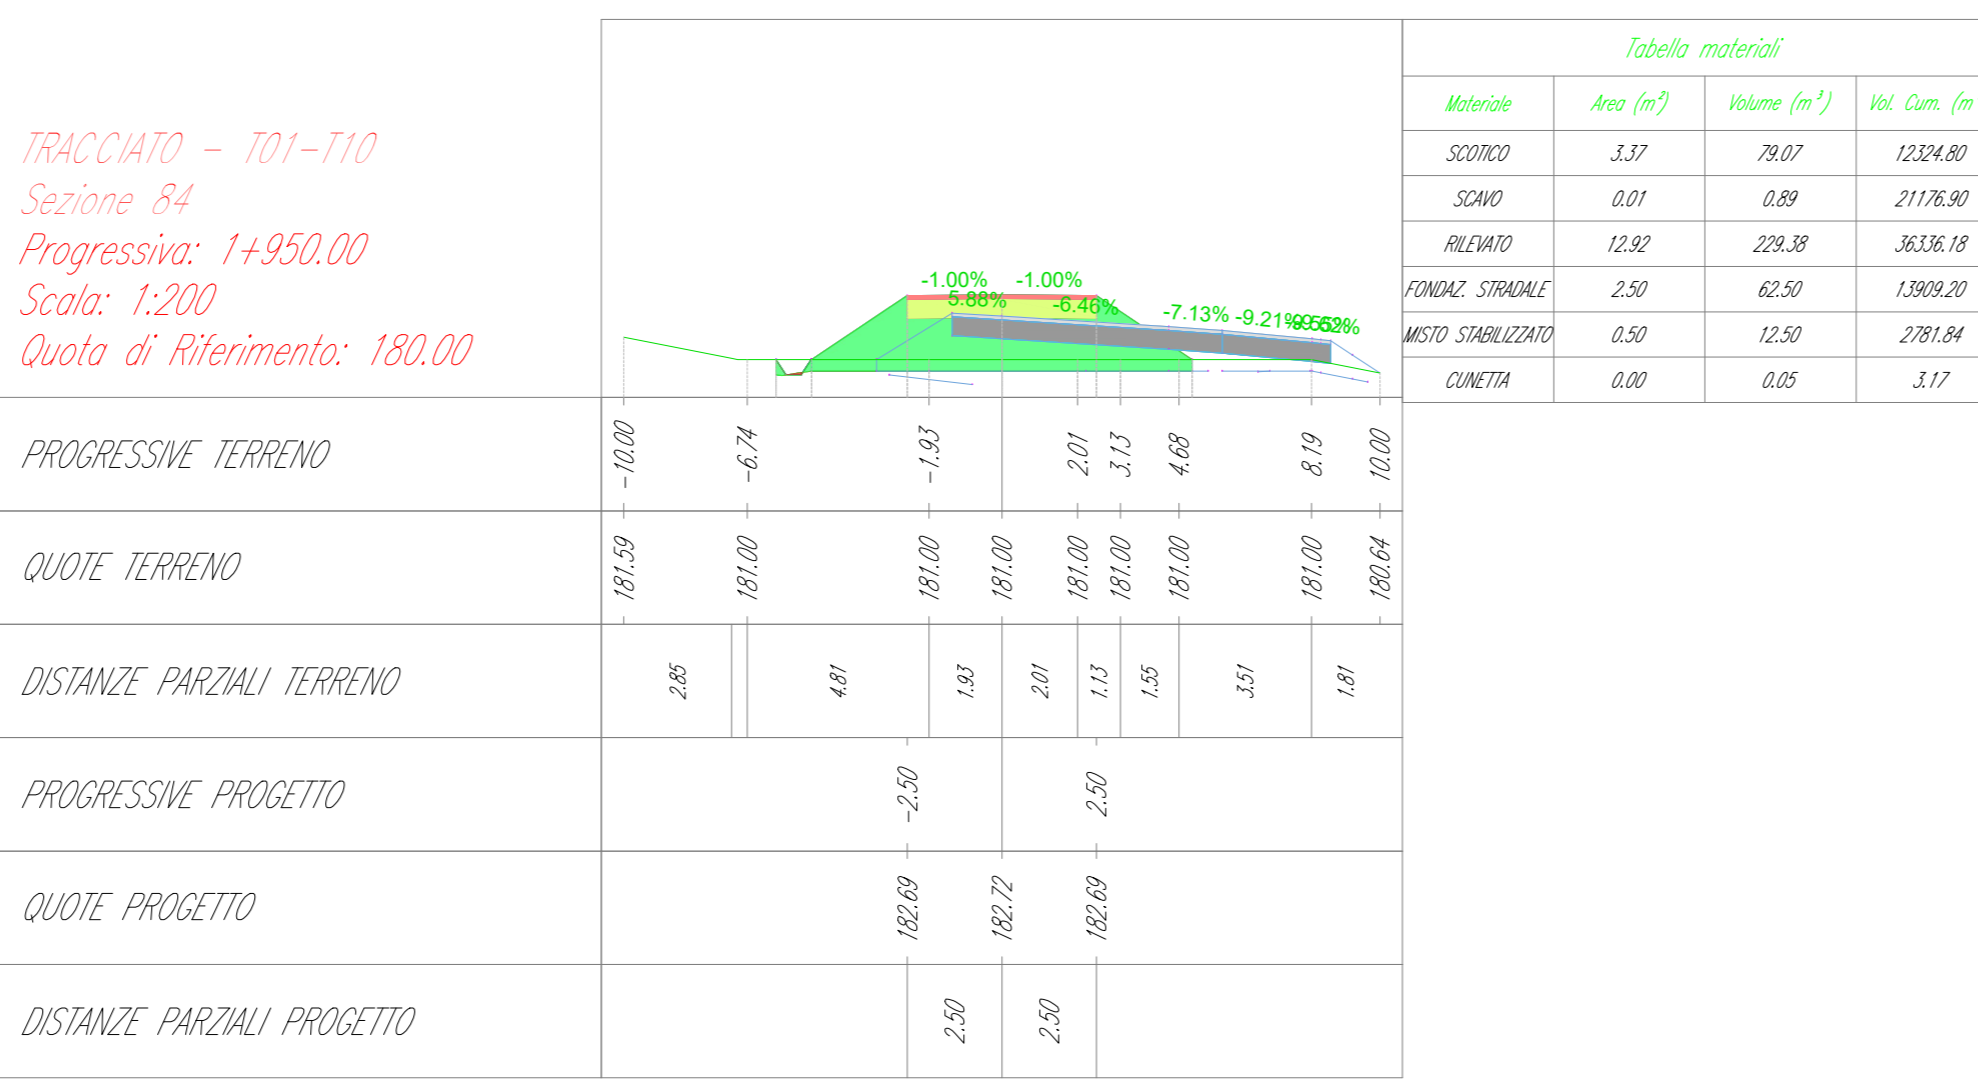 TRACCIATO - T01-T10
Sezione 84
Progressiva: 1+950.00
Scala: 1:200
Quota di Riferimento: 180.00
-1.00% -1.00%
5.88% -6.46% -7.13% -9.21%
Tabella materiali
Materiale Area (m²) Volume (m³) Vol. Cum. (m
SCOTICO 3.37 79.07 12324.80
SCAVO 0.01 0.89 21176.90
RILEVATO 12.92 229.38 36336.18
FONDAZ. STRADALE 2.50 62.50 13909.20
MISTO STABILIZZATO 0.50 12.50 2781.84
CUNETTA 0.00 0.05 3.17
PROGRESSIVE TERRENO -10.00 -6.74 -1.93 2.01 3.13 4.68 8.19 10.00
QUOTE TERRENO 181.59 181.00 181.00 181.00 181.00 181.00 181.00 181.00 180.64
DISTANZE PARZIALI TERRENO 2.85 4.81 1.93 2.01 1.13 1.55 3.51 1.81
PROGRESSIVE PROGETTO -2.50 2.50
QUOTE PROGETTO 182.69 182.72 182.69
DISTANZE PARZIALI PROGETTO 2.50 2.50